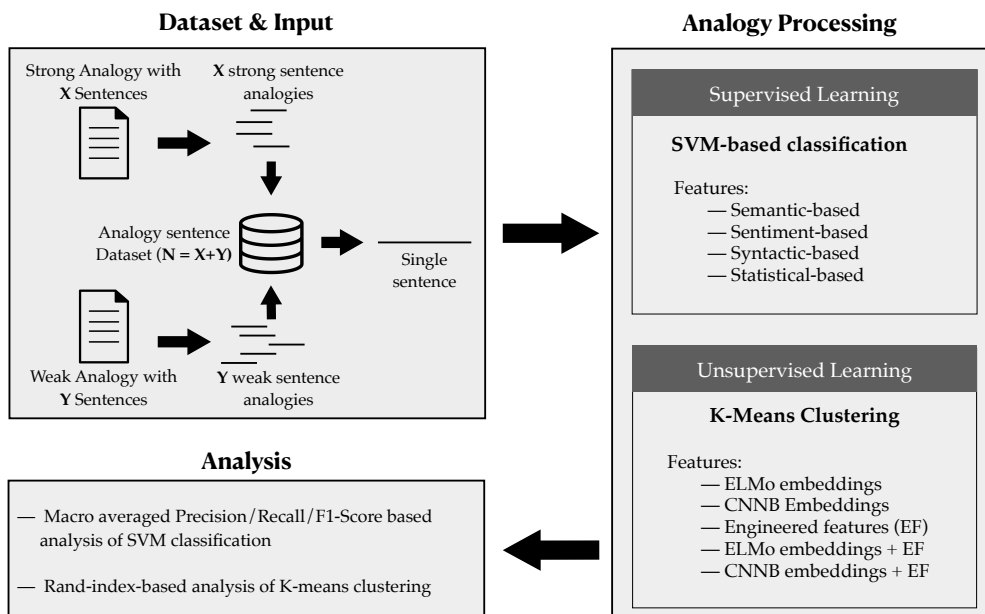 Dataset & Input
Strong Analogy with
X Sentences
X strong sentence
analogies
Analogy sentence
Dataset (N = X+Y)
Single
sentence
Weak Analogy with
Y Sentences
Y weak sentence
analogies
Analogy Processing
Supervised Learning
SVM-based classification
Features:
— Semantic-based
— Sentiment-based
— Syntactic-based
— Statistical-based
Unsupervised Learning
K-Means Clustering
Features:
— ELMo embeddings
— CNNB Embeddings
— Engineered features (EF)
— ELMo embeddings + EF
— CNNB embeddings + EF
Analysis
— Macro averaged Precision/Recall/F1-Score based
analysis of SVM classification
— Rand-index-based analysis of K-means clustering